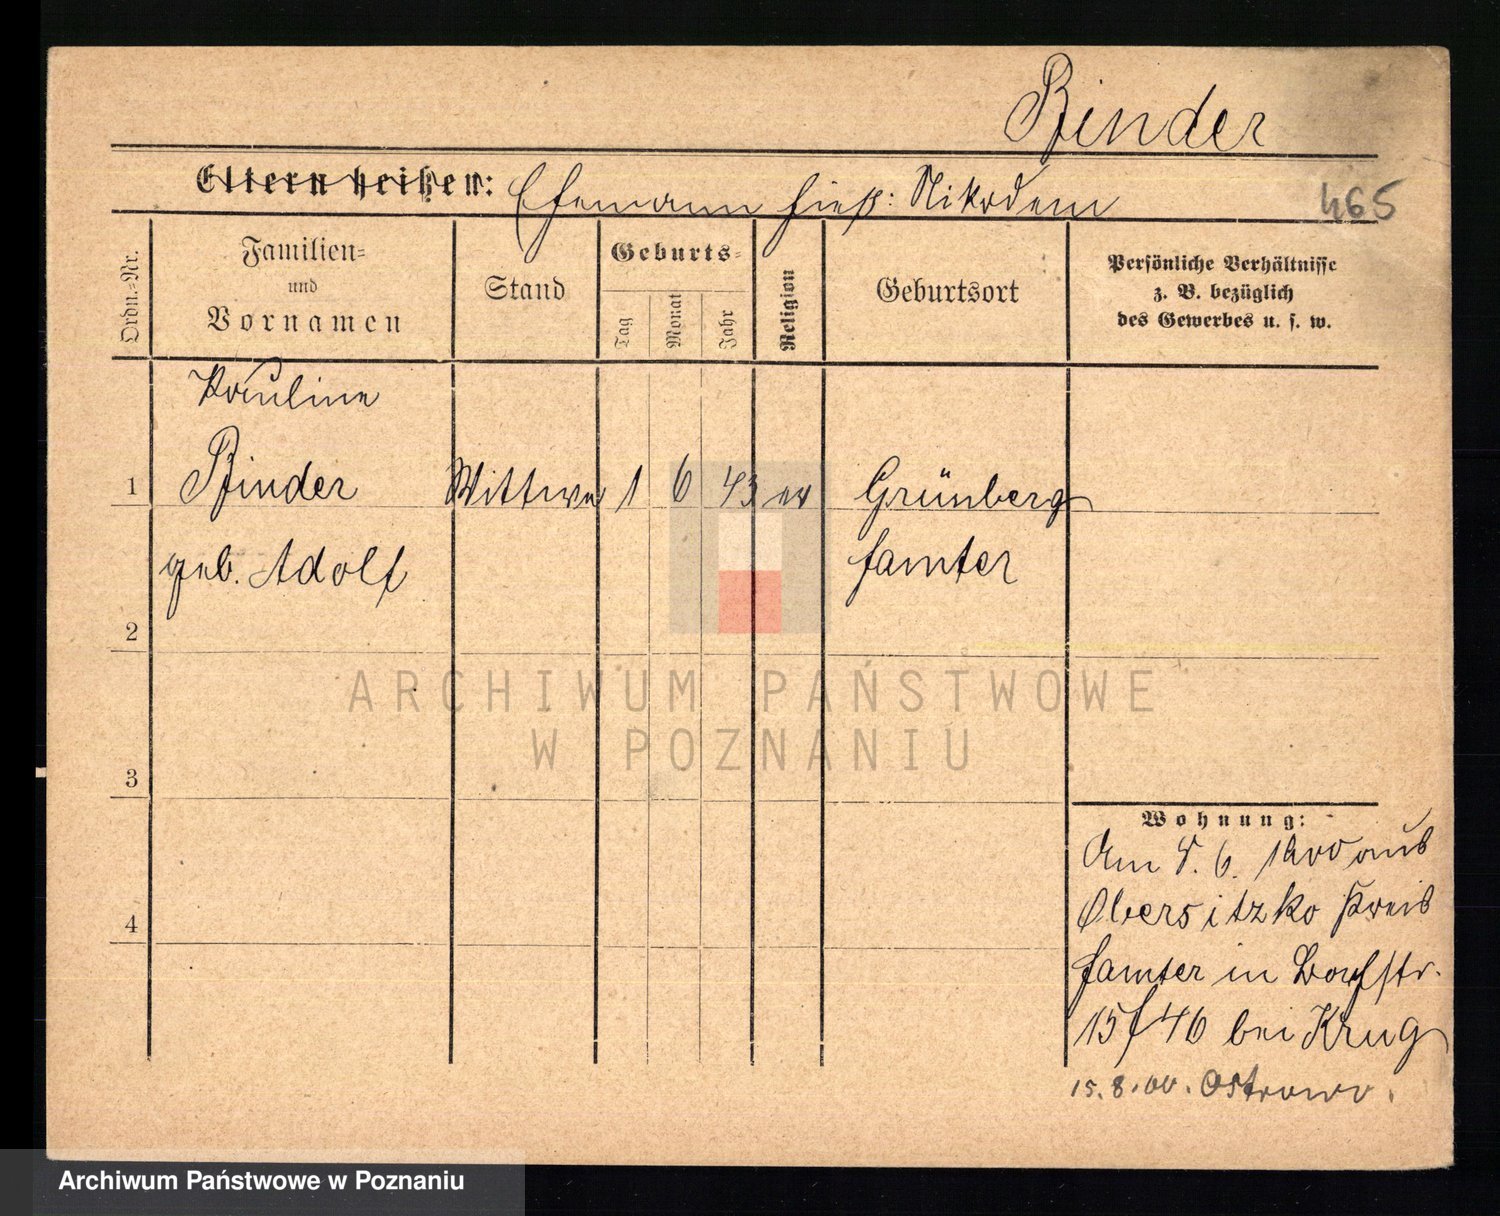 Binder
Eltern heißen: Ehemann hieß: Nikodem
465
Ordn.-Nr.
Familien-
und
Vornamen
Stand
Geburts-
Tag
Monat
Jahr
Religion
Geburtsort
Persönliche Verhältnisse
z. B. bezüglich
des Gewerbes u. s. w.
Pauline
1 Binder Wittwe 1 6 43 ev Grünberg
geb. Adolf Samter
2
ARCHIWUM PAŃSTWOWE
W POZNANIU
3
Wohnung:
Am 5. 6. 1900 aus
Obersitzko Kreis
4
Samter in
15/46 bei Krug
15.8.00. Ostrowo.
Archiwum Państwowe w Poznaniu